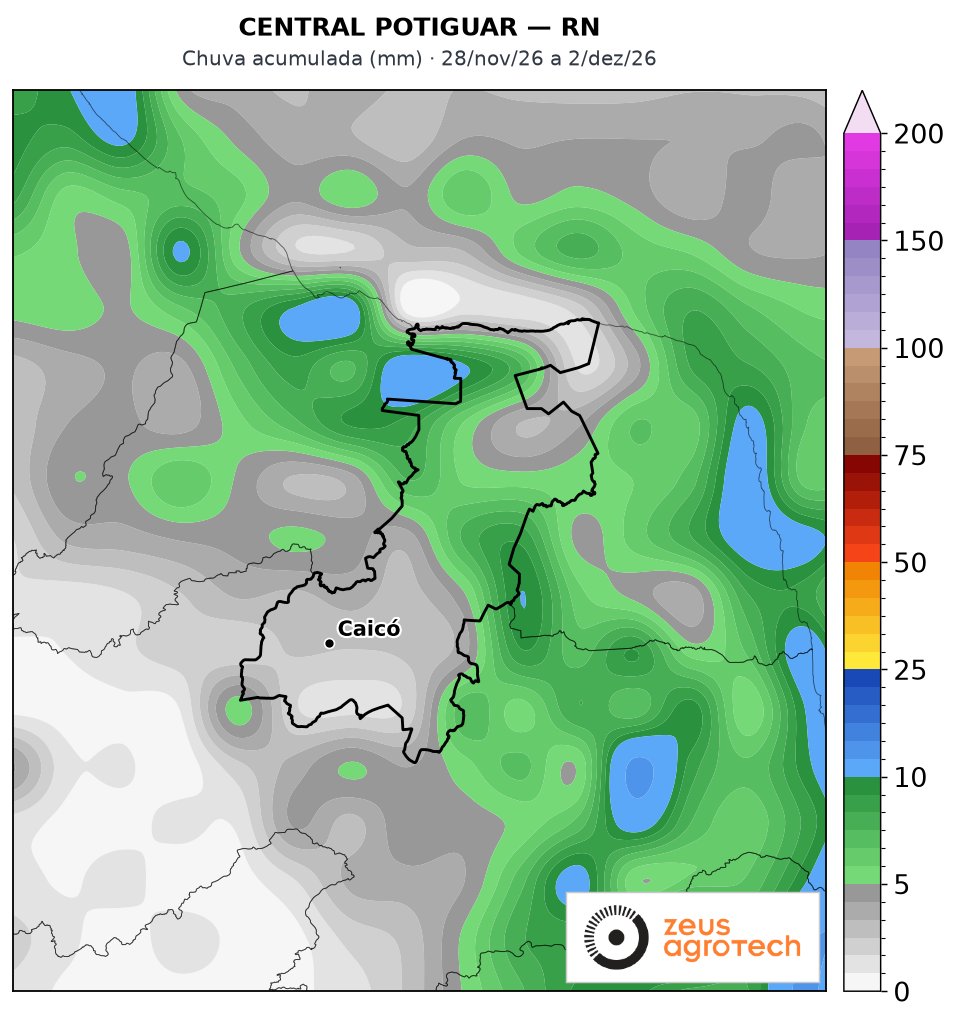 CENTRAL POTIGUAR — RN
Chuva acumulada (mm) · 28/nov/26 a 2/dez/26
200
150
100
75
50
25
10
5
0
Caicó
zeus
agrotech